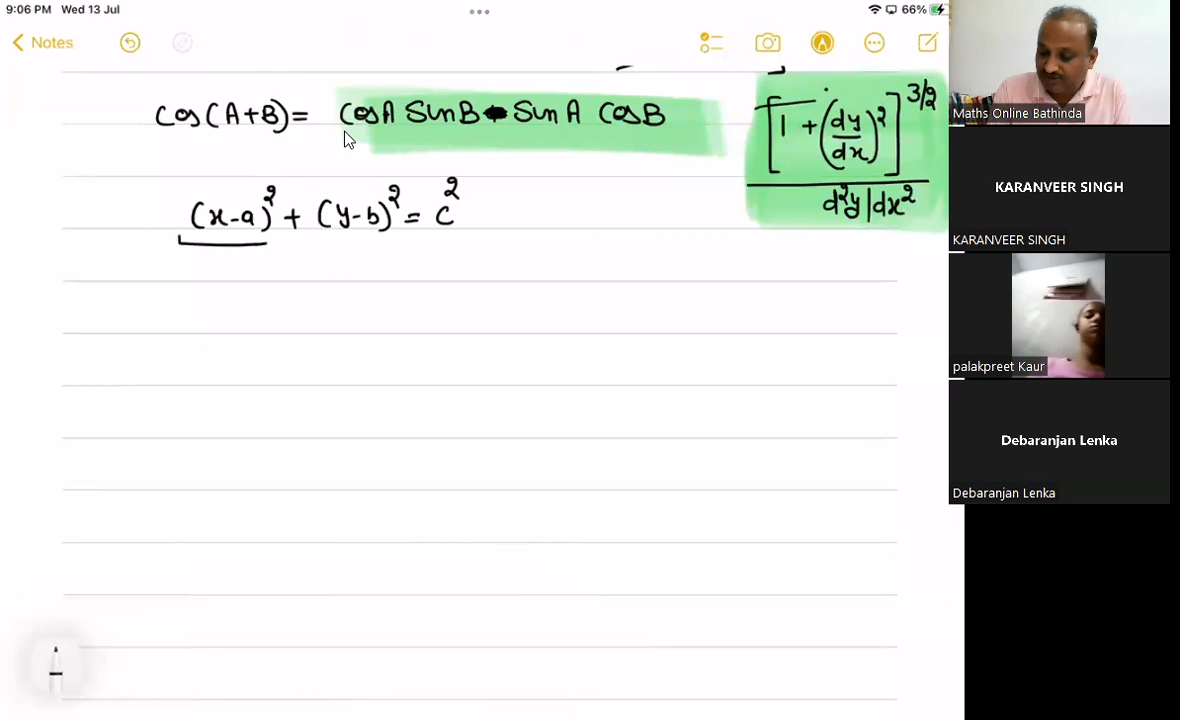 9:06 PM Wed 13 Jul
66%
Notes
Cos(A+B)= CosA SinB - SinA CosB
[1 + (dy/dx)²]^3/2
d²y|dx²
(x-a)² + (y-b)² = c²
Maths Online Bathinda
KARANVEER SINGH
KARANVEER SINGH
palakpreet Kaur
Debaranjan Lenka
Debaranjan Lenka